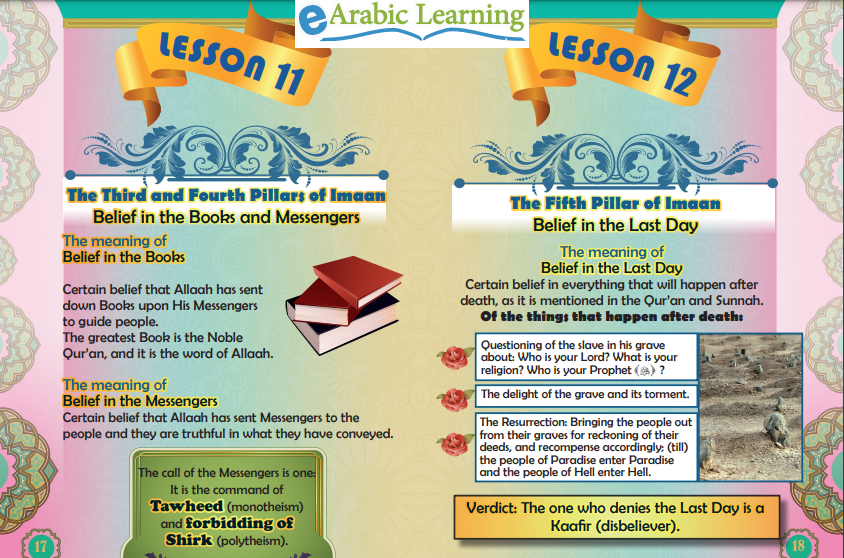 eArabic Learning
LESSON 11
The Third and Fourth Pillars of Imaan
Belief in the Books and Messengers
The meaning of
Belief in the Books
Certain belief that Allaah has sent
down Books upon His Messengers
to guide people.
The greatest Book is the Noble
Qur'an, and it is the word of Allaah.
The meaning of
Belief in the Messengers
Certain belief that Allaah has sent Messengers to the
people and they are truthful in what they have conveyed.
The call of the Messengers is one:
It is the command of
Tawheed (monotheism)
and forbidding of
Shirk (polytheism).
17
LESSON 12
The Fifth Pillar of Imaan
Belief in the Last Day
The meaning of
Belief in the Last Day
Certain belief in everything that will happen after
death, as it is mentioned in the Qur'an and Sunnah.
Of the things that happen after death:
Questioning of the slave in his grave
about: Who is your Lord? What is your
religion? Who is your Prophet ﷺ ?
The delight of the grave and its torment.
The Resurrection: Bringing the people out
from their graves for reckoning of their
deeds, and recompense accordingly; (till)
the people of Paradise enter Paradise
and the people of Hell enter Hell.
Verdict: The one who denies the Last Day is a
Kaafir (disbeliever).
18